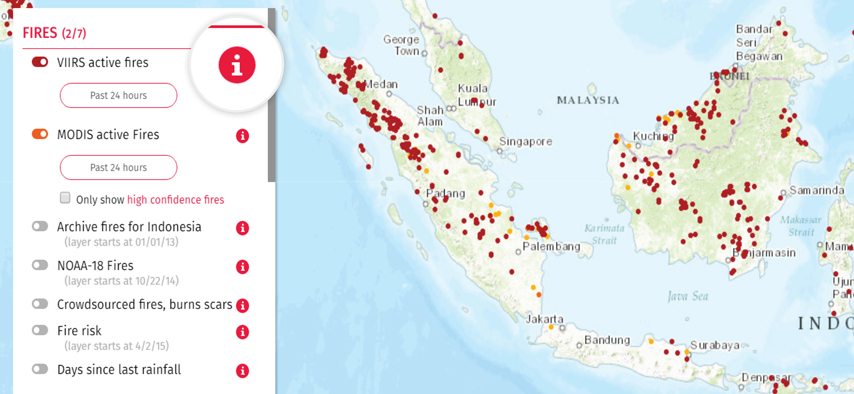 FIRES (2/7)
VIIRS active fires
Past 24 hours
MODIS active Fires
Past 24 hours
Only show high confidence fires
Archive fires for Indonesia
(layer starts at 01/01/13)
NOAA-18 Fires
(layer starts at 10/22/14)
Crowdsourced fires, burns scars
Fire risk
(layer starts at 4/2/15)
Days since last rainfall
George
Town
Medan
Kuala
Lumpur
Shah
Alam
MALAYSIA
Singapore
Bandar
Seri
Begawan
BRUNEI
Kuching
Padang
Samarinda
Karimata
Strait
Makassar
Strait
Palembang
Banjarmasin
Mam
Java Sea
Ujun
Pan
Jakarta
INDO
Bandung
Surabaya
Denpasar